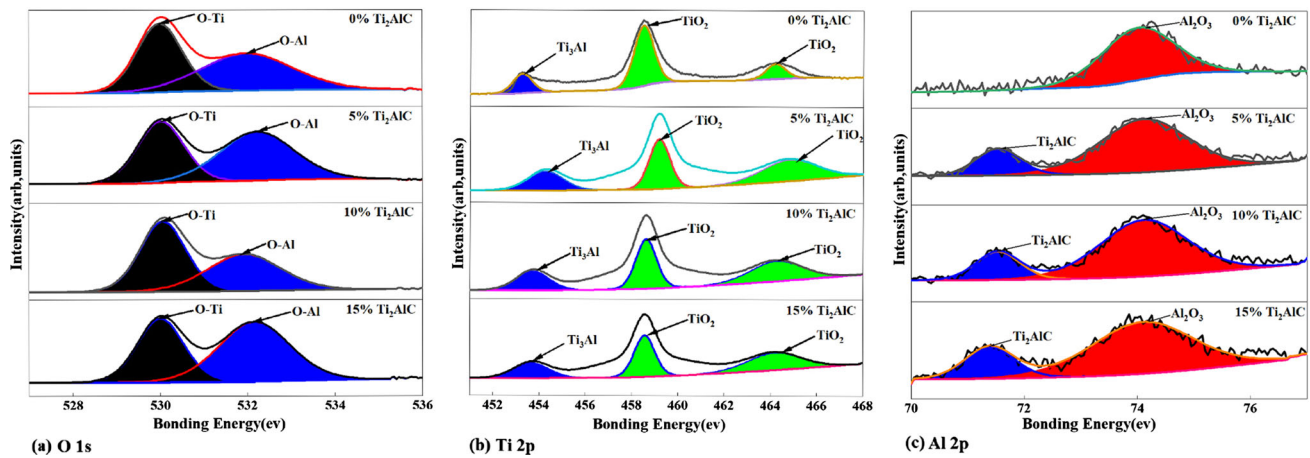 Intensity(arb,units)
O-Ti
O-Al
0% Ti₂AlC
O-Ti
O-Al
5% Ti₂AlC
O-Ti
O-Al
10% Ti₂AlC
O-Ti
O-Al
15% Ti₂AlC
528 530 532 534 536
Bonding Energy(ev)
(a) O 1s
Intensity(arb,units)
Ti₃Al
TiO₂
TiO₂
0% Ti₂AlC
Ti₃Al
TiO₂
TiO₂
5% Ti₂AlC
Ti₃Al
TiO₂
TiO₂
10% Ti₂AlC
Ti₃Al
TiO₂
TiO₂
15% Ti₂AlC
452 454 456 458 460 462 464 466 468
Bonding Energy(ev)
(b) Ti 2p
Intensity(arb,units)
Al₂O₃
0% Ti₂AlC
Ti₂AlC
Al₂O₃
5% Ti₂AlC
Ti₂AlC
Al₂O₃
10% Ti₂AlC
Ti₂AlC
Al₂O₃
15% Ti₂AlC
70 72 74 76
Bonding Energy(ev)
(c) Al 2p